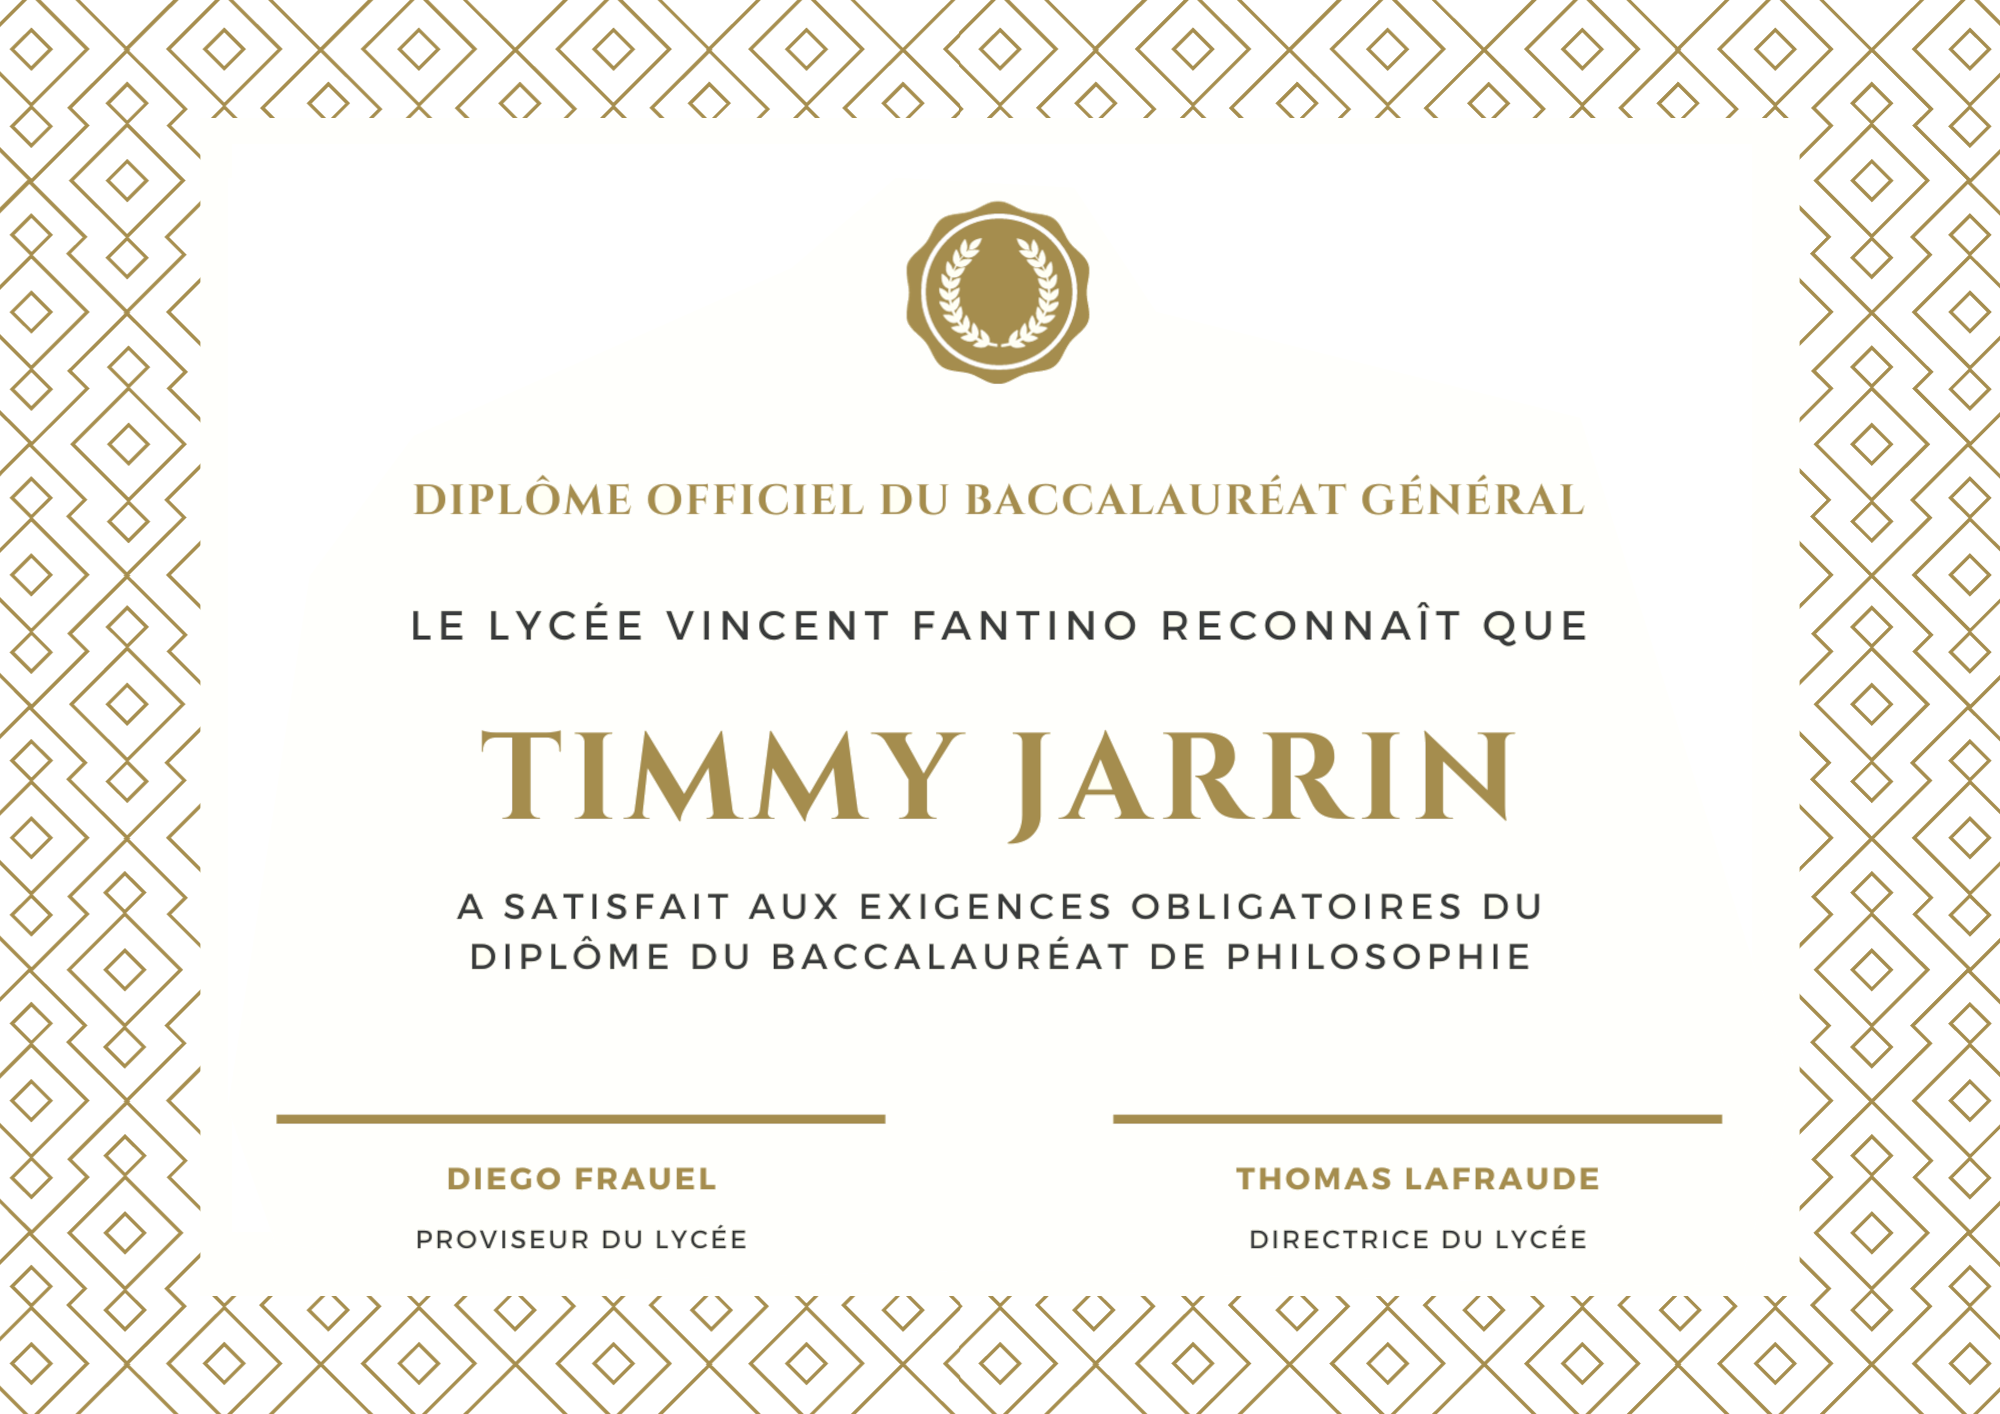 DIPLÔME OFFICIEL DU BACCALAURÉAT GÉNÉRAL
LE LYCÉE VINCENT FANTINO RECONNAÎT QUE
TIMMY JARRIN
A SATISFAIT AUX EXIGENCES OBLIGATOIRES DU
DIPLÔME DU BACCALAURÉAT DE PHILOSOPHIE
DIEGO FRAUEL
PROVISEUR DU LYCÉE
THOMAS LAFRAUDE
DIRECTRICE DU LYCÉE